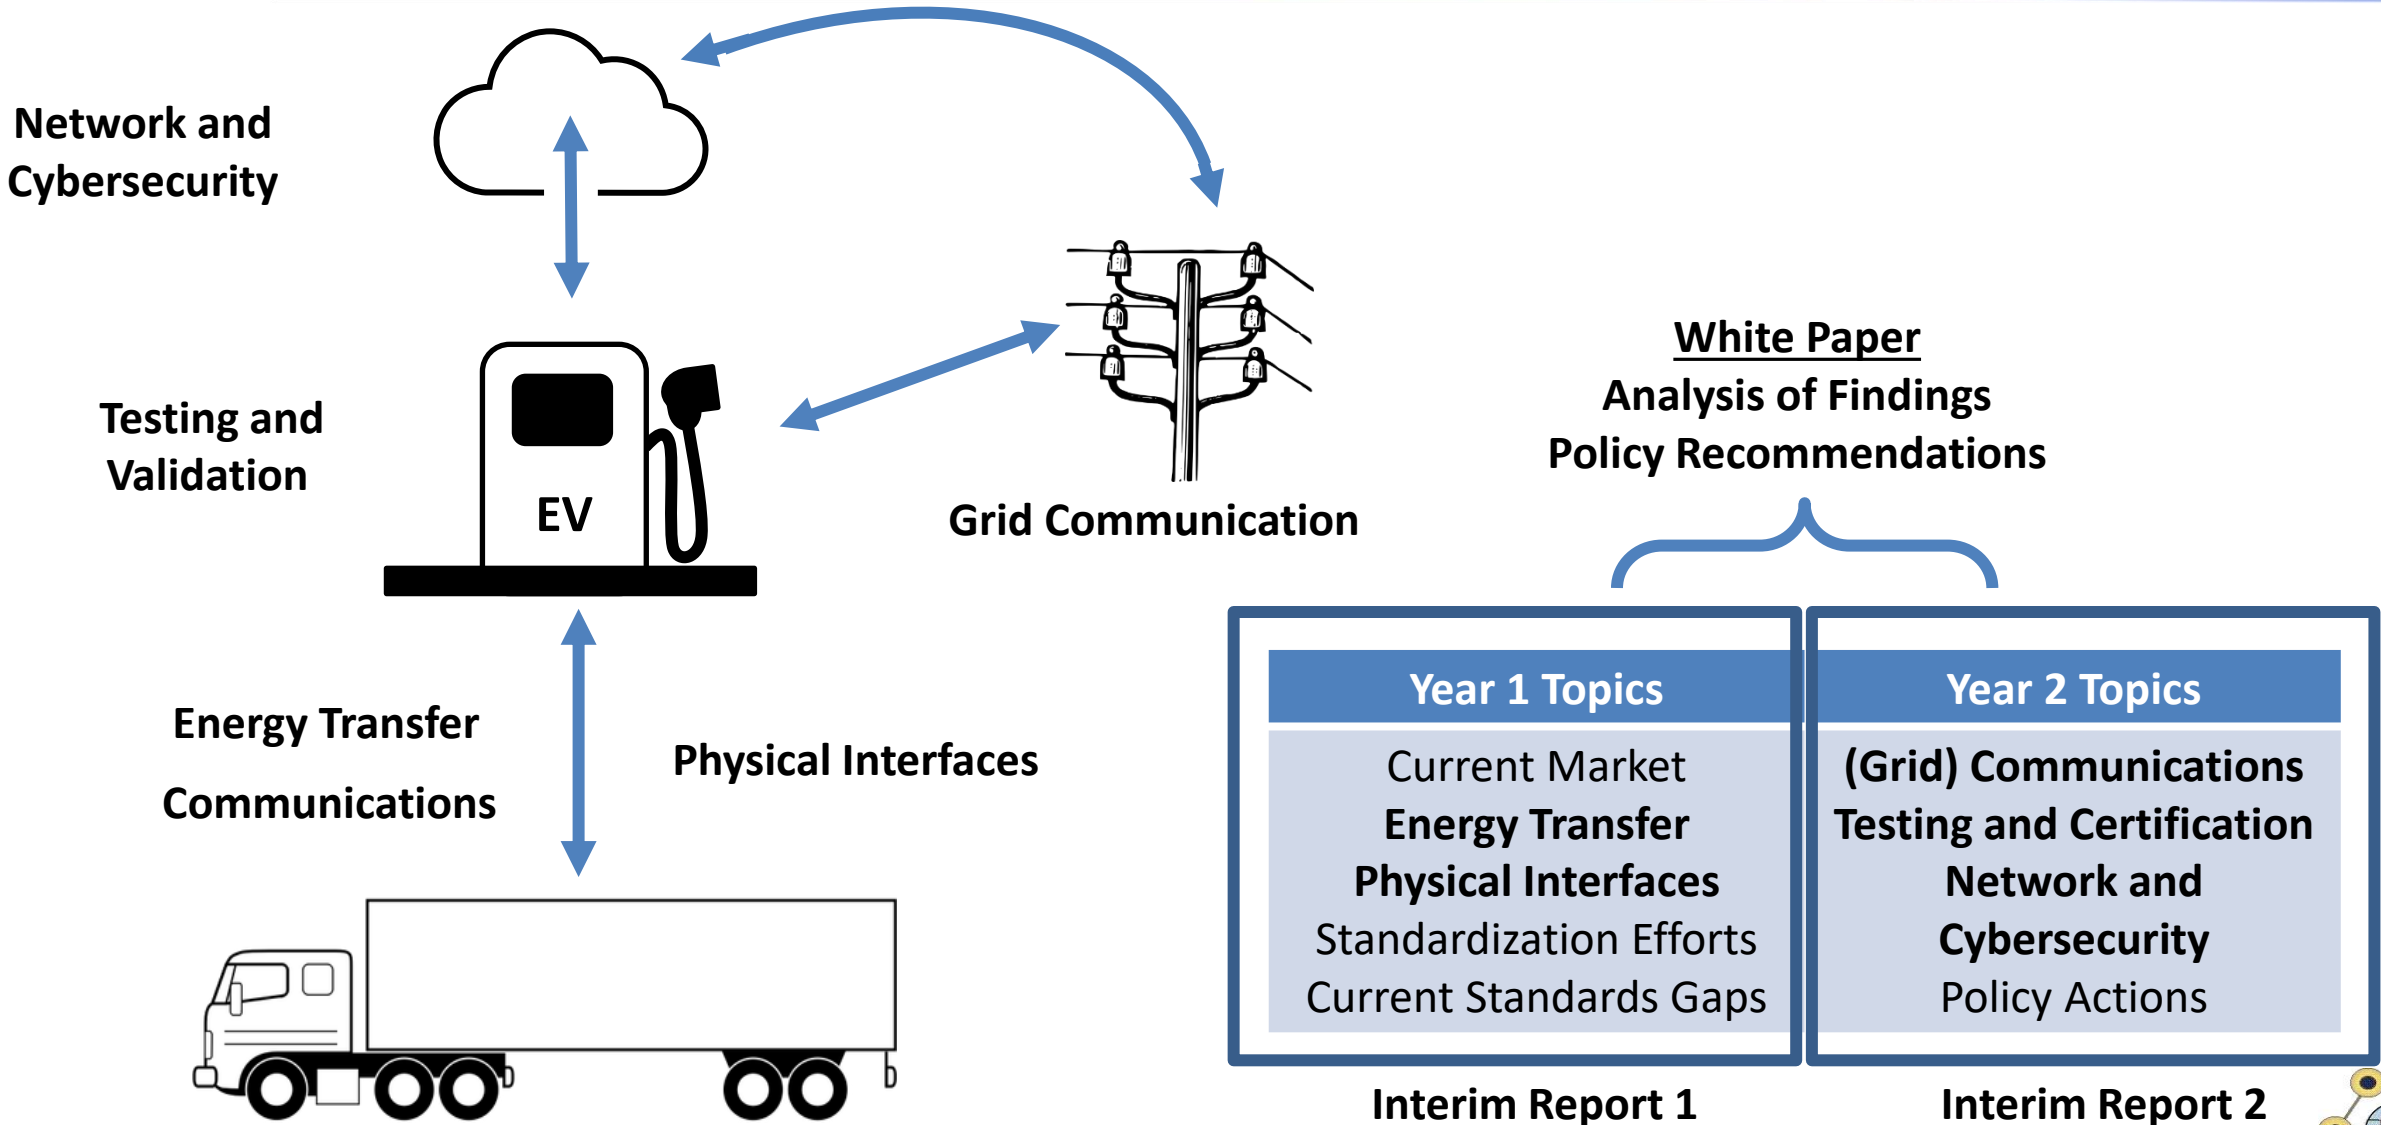 Network and
Cybersecurity
Testing and
Validation
EV
Grid Communication
Energy Transfer
Communications
Physical Interfaces
White Paper
Analysis of Findings
Policy Recommendations
Year 1 Topics
Current Market
Energy Transfer
Physical Interfaces
Standardization Efforts
Current Standards Gaps
Interim Report 1
Year 2 Topics
(Grid) Communications
Testing and Certification
Network and
Cybersecurity
Policy Actions
Interim Report 2